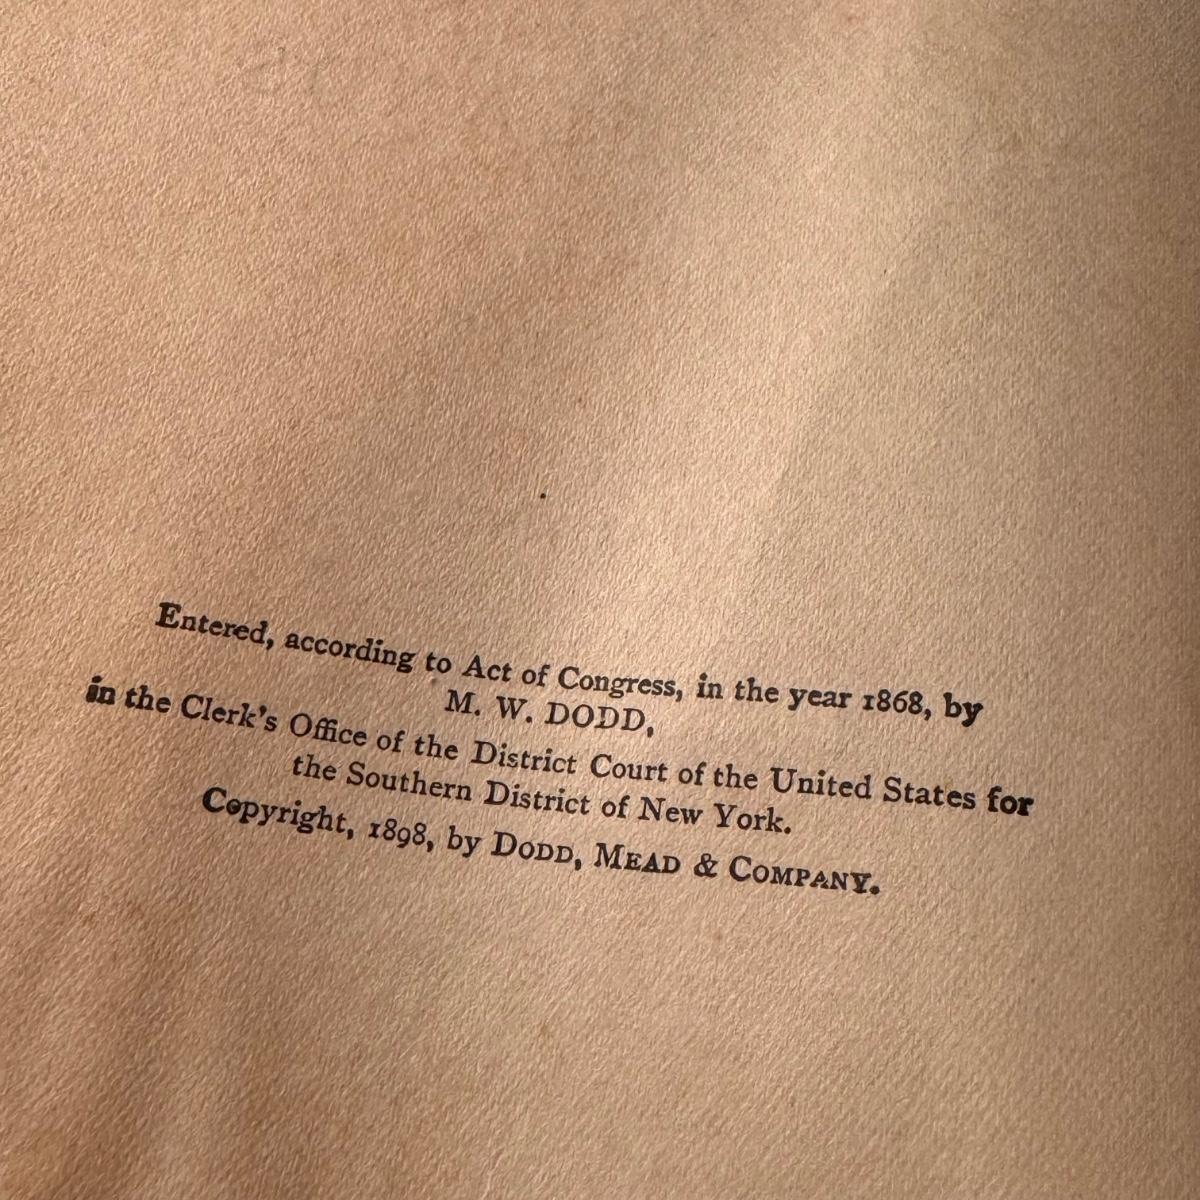 Entered, according to Act of Congress, in the year 1868, by
M. W. DODD,
in the Clerk's Office of the District Court of the United States for
the Southern District of New York.
Copyright, 1898, by DODD, MEAD & COMPANY.